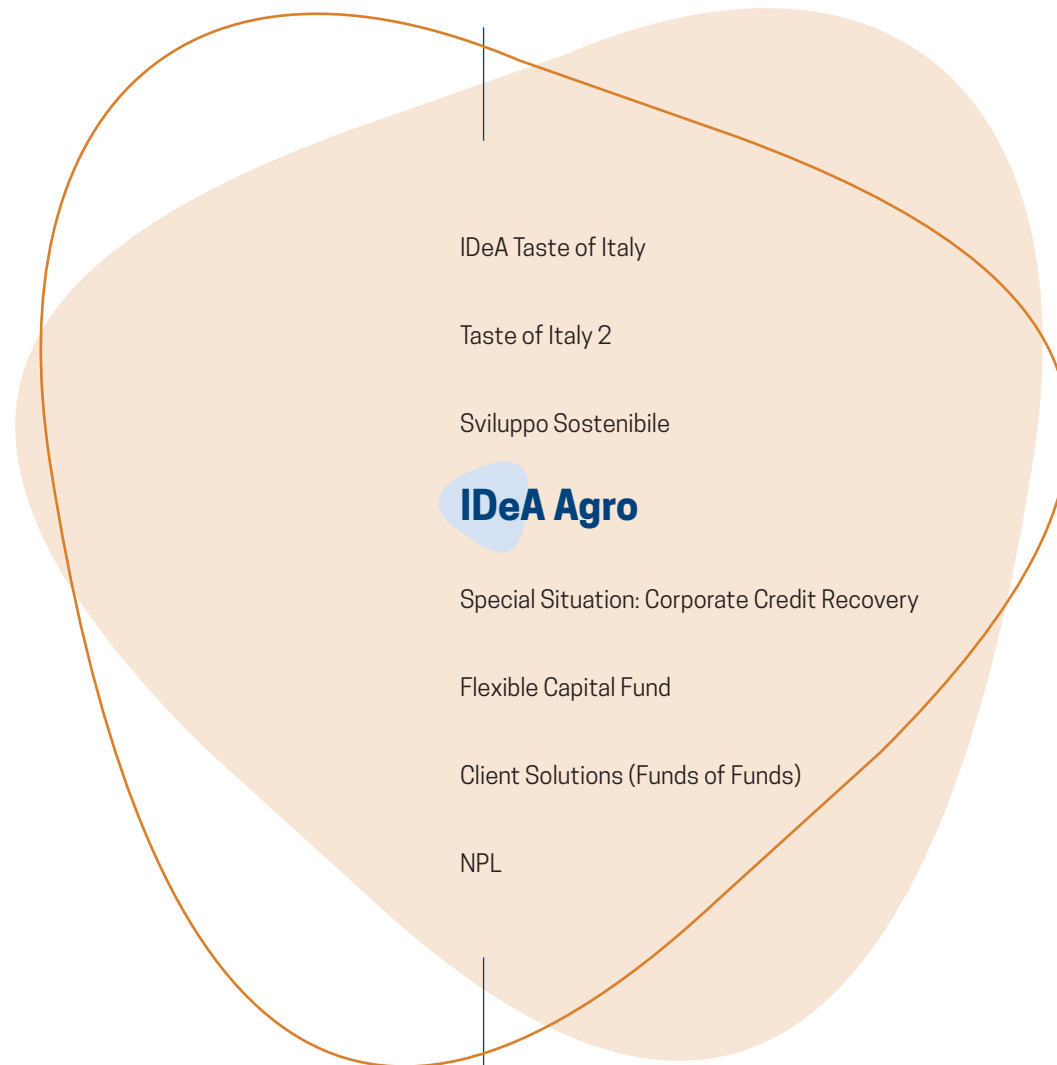 IDeA Taste of Italy
Taste of Italy 2
Sviluppo Sostenibile
IDeA Agro
Special Situation: Corporate Credit Recovery
Flexible Capital Fund
Client Solutions (Funds of Funds)
NPL